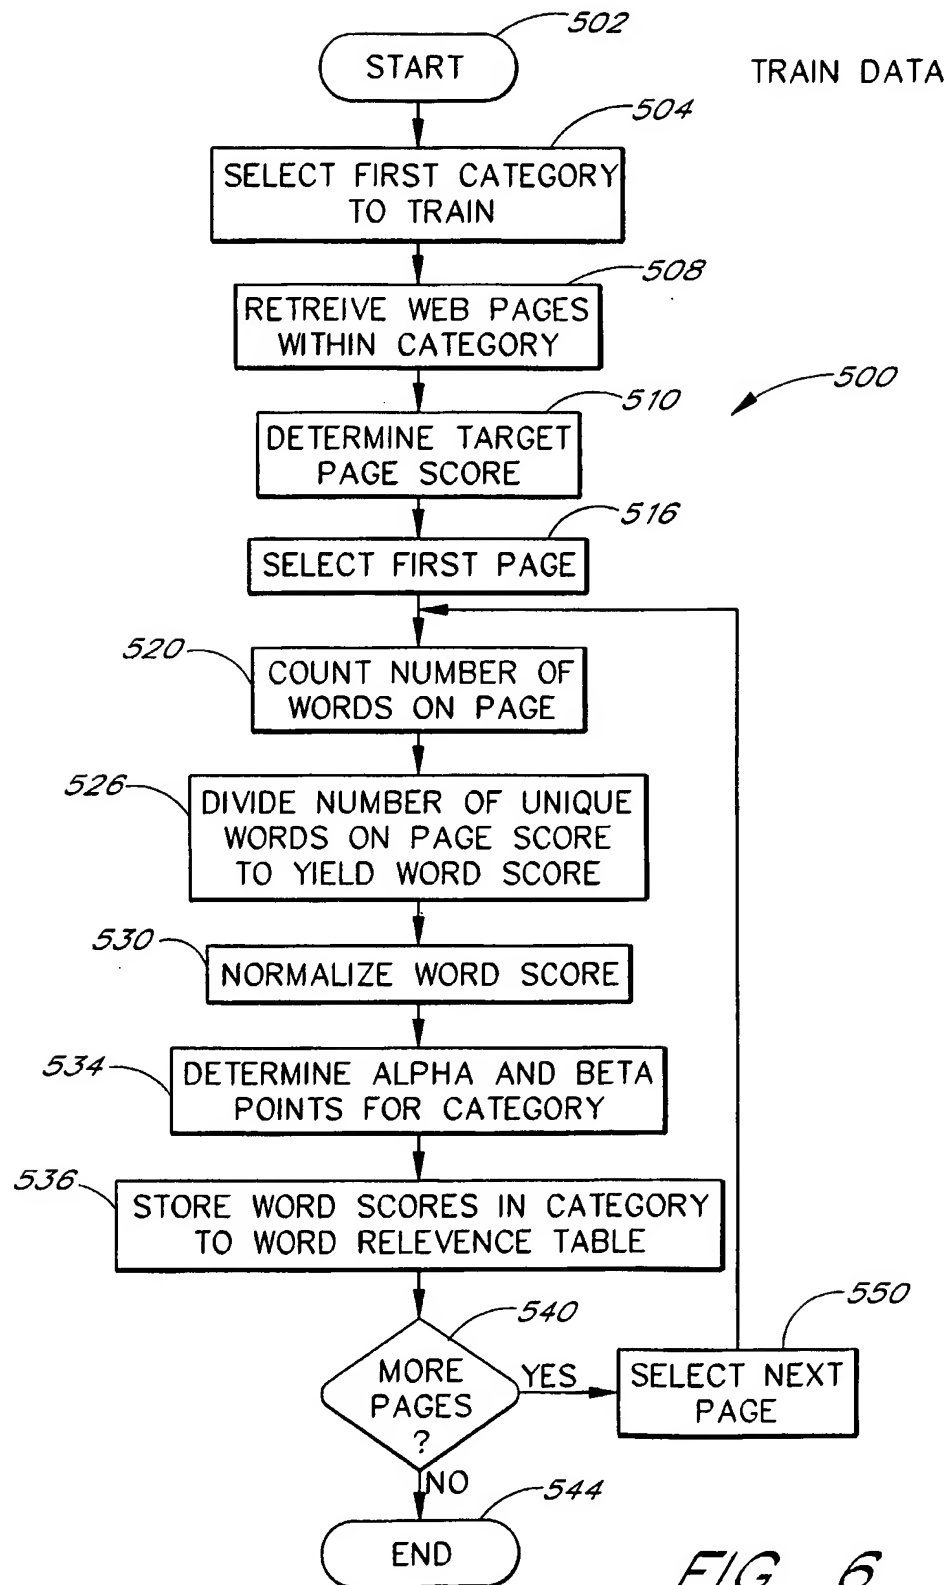 502
START
TRAIN DATA
504
SELECT FIRST CATEGORY
TO TRAIN
508
RETREIVE WEB PAGES
WITHIN CATEGORY
500
510
DETERMINE TARGET
PAGE SCORE
516
SELECT FIRST PAGE
520
COUNT NUMBER OF
WORDS ON PAGE
526
DIVIDE NUMBER OF UNIQUE
WORDS ON PAGE SCORE
TO YIELD WORD SCORE
530
NORMALIZE WORD SCORE
534
DETERMINE ALPHA AND BETA
POINTS FOR CATEGORY
536
STORE WORD SCORES IN CATEGORY
TO WORD RELEVENCE TABLE
540
MORE
PAGES
?
YES
550
SELECT NEXT
PAGE
NO
544
END
FIG. 6